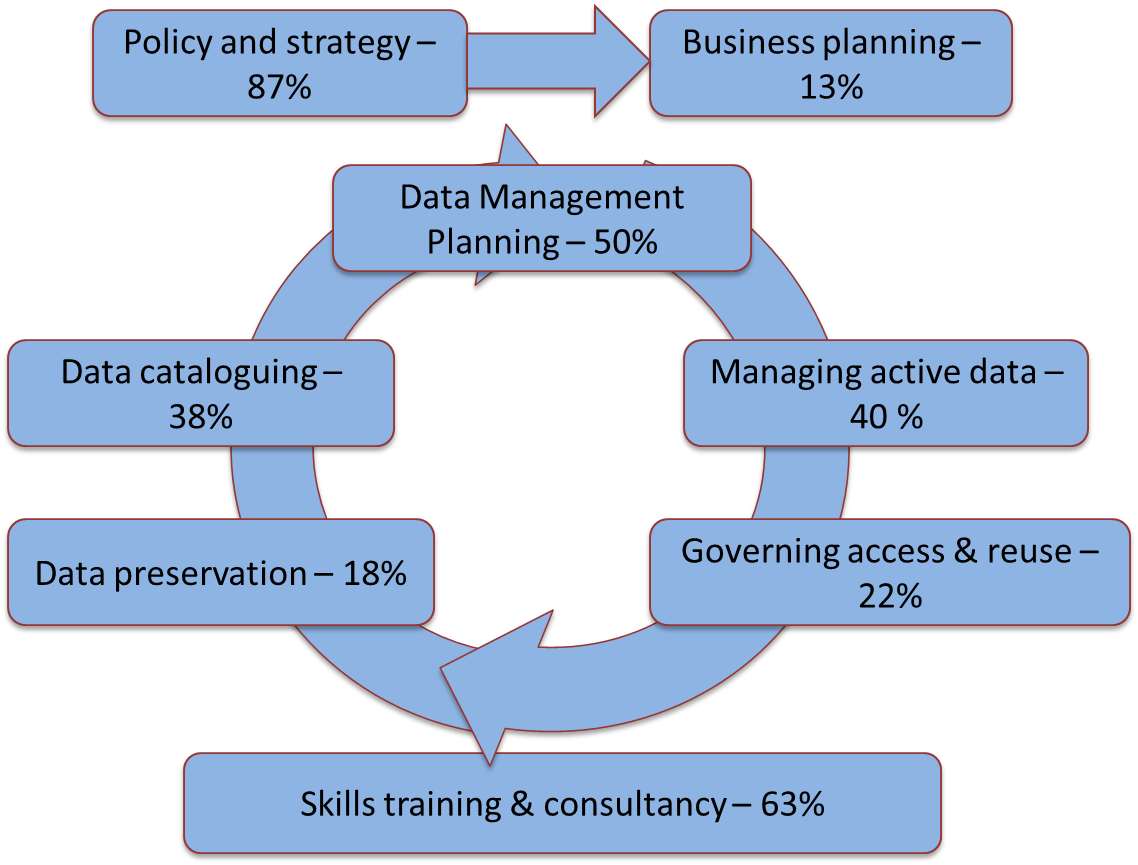 Policy and strategy –
87%
Business planning –
13%
Data Management
Planning – 50%
Data cataloguing –
38%
Managing active data –
40 %
Data preservation – 18%
Governing access & reuse –
22%
Skills training & consultancy – 63%